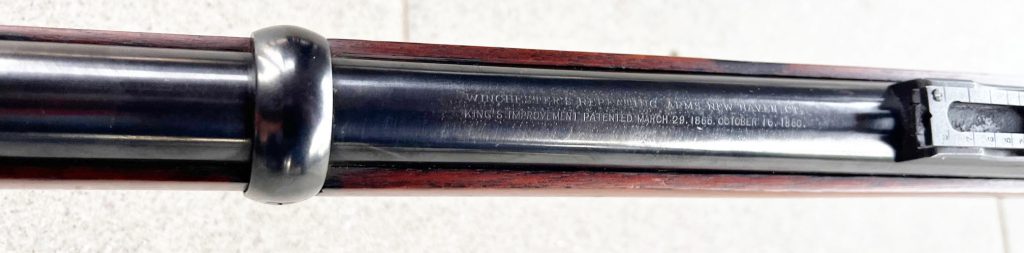 WINCHESTER'S REPEATING ARMS. NEW HAVEN. CT.
KING'S IMPROVEMENT PATENTED MARCH 29. 1866. OCTOBER 16. 1860.